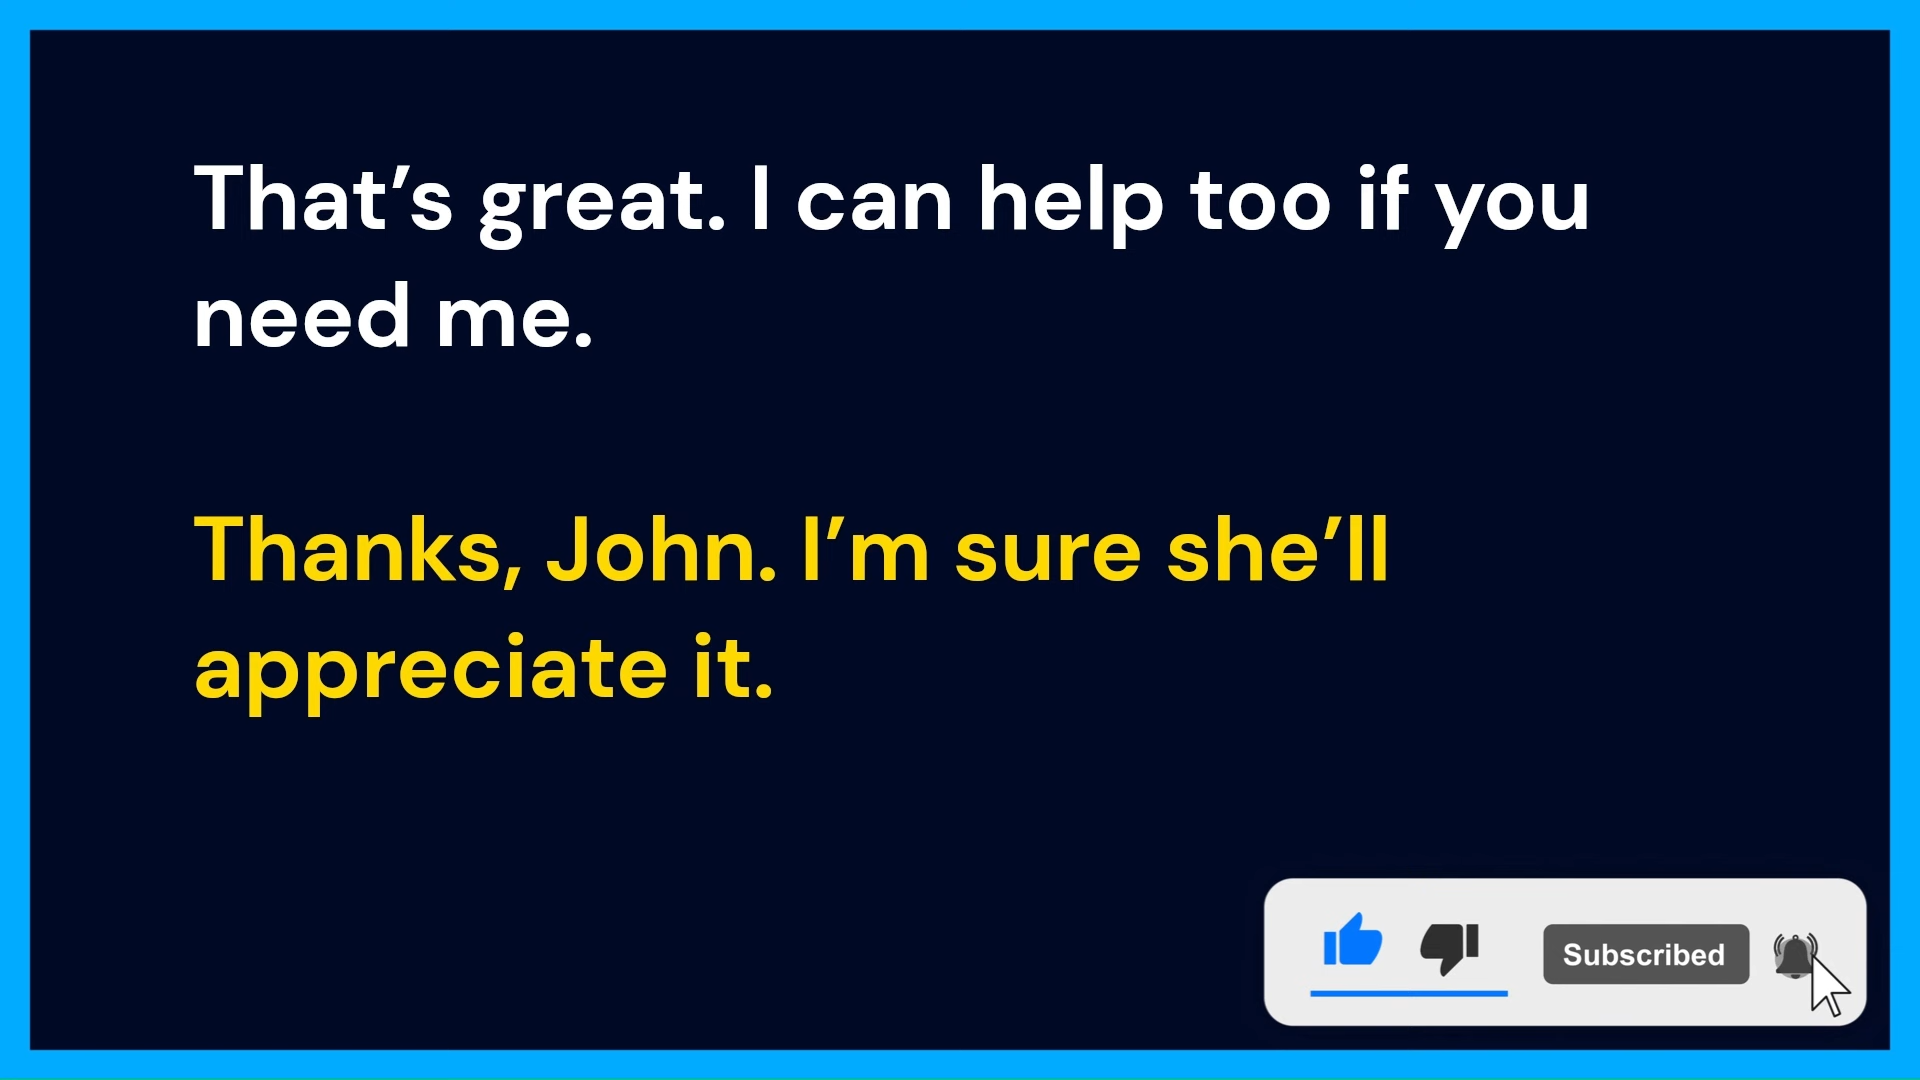 That’s great. I can help too if you
need me.
Thanks, John. I’m sure she’ll
appreciate it.
Subscribed